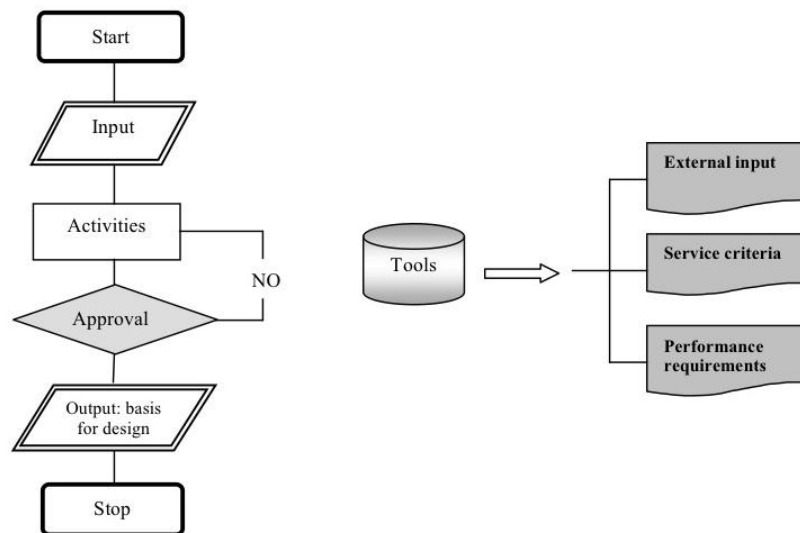 Start
Input
Activities
NO
Approval
Output: basis
for design
Stop
Tools
External input
Service criteria
Performance
requirements